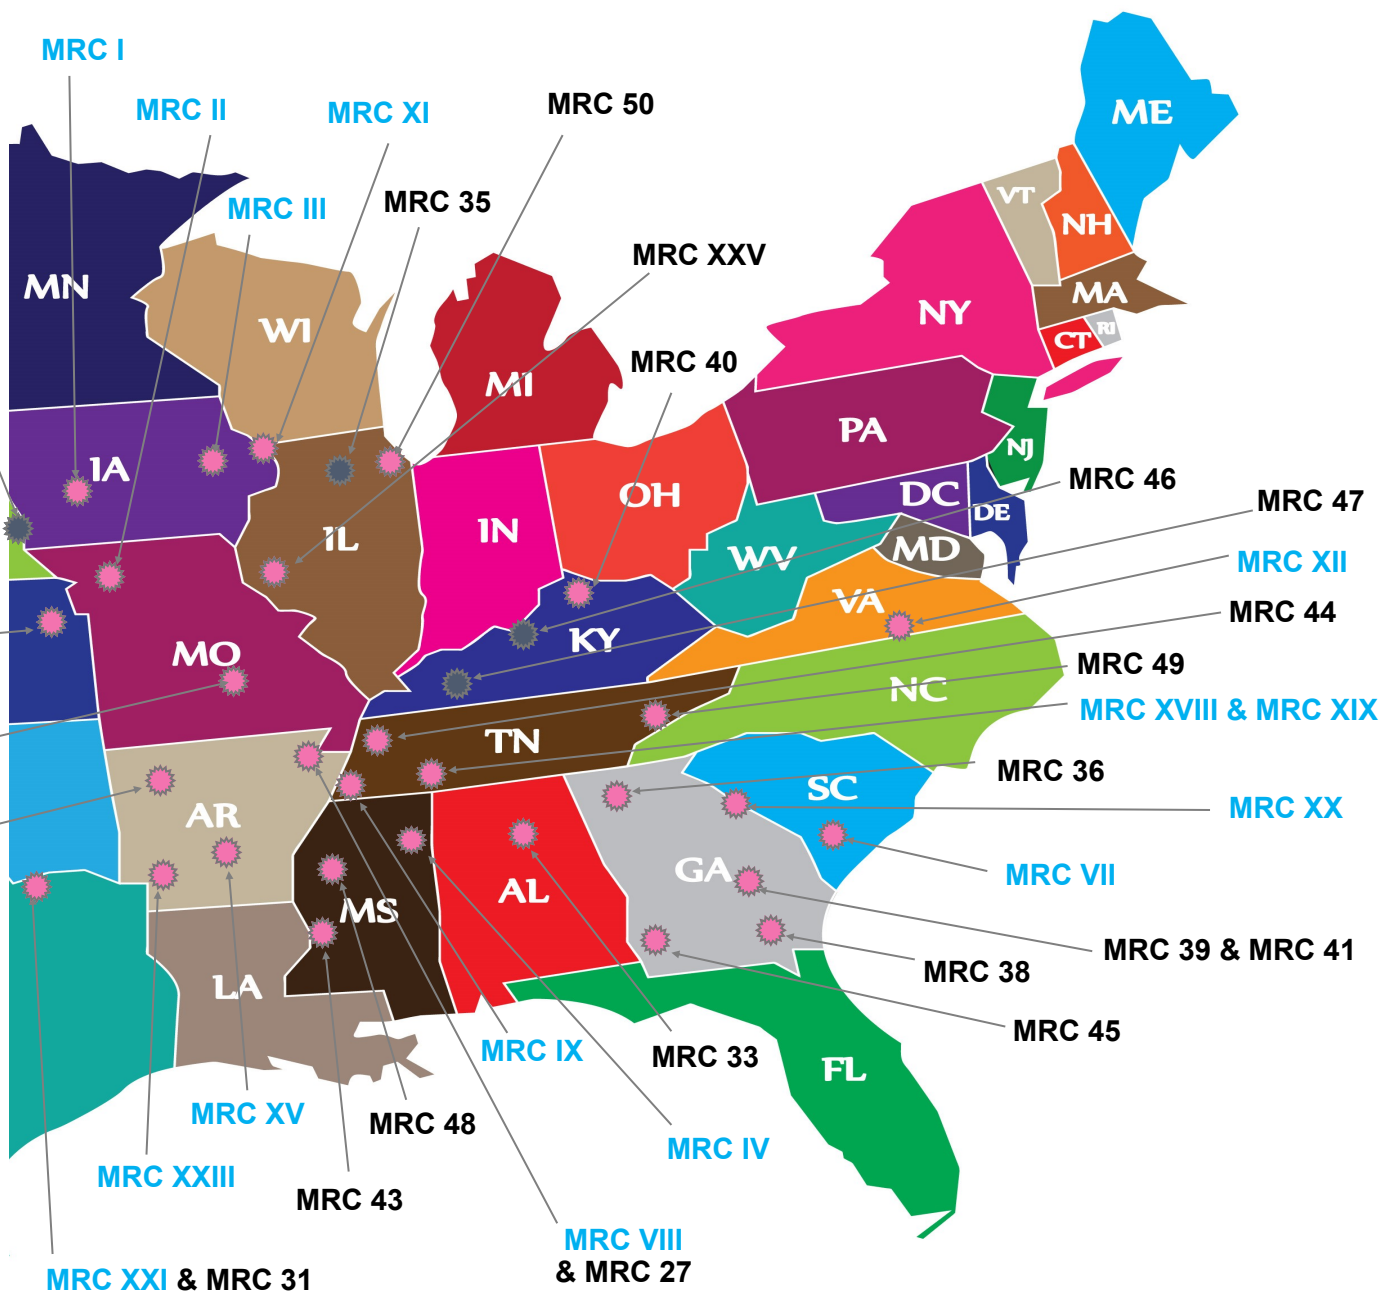 MRC I
MRC II
MRC XI
MRC 50
ME
MRC III
MRC 35
VT
NH
MRC XXV
MN
WI
MA
NY
RI
CT
MRC 40
MI
PA
NJ
IA
MRC 46
OH
DC
MRC 47
DE
IN
IL
WV
MD
MRC XII
VA
MRC 44
KY
MO
MRC 49
NC
MRC XVIII & MRC XIX
TN
MRC 36
SC
MRC XX
AR
GA
MRC VII
AL
MS
MRC 39 & MRC 41
MRC 38
LA
MRC 45
MRC IX
MRC 33
FL
MRC XV
MRC 48
MRC IV
MRC XXIII
MRC 43
MRC VIII
& MRC 27
MRC XXI & MRC 31